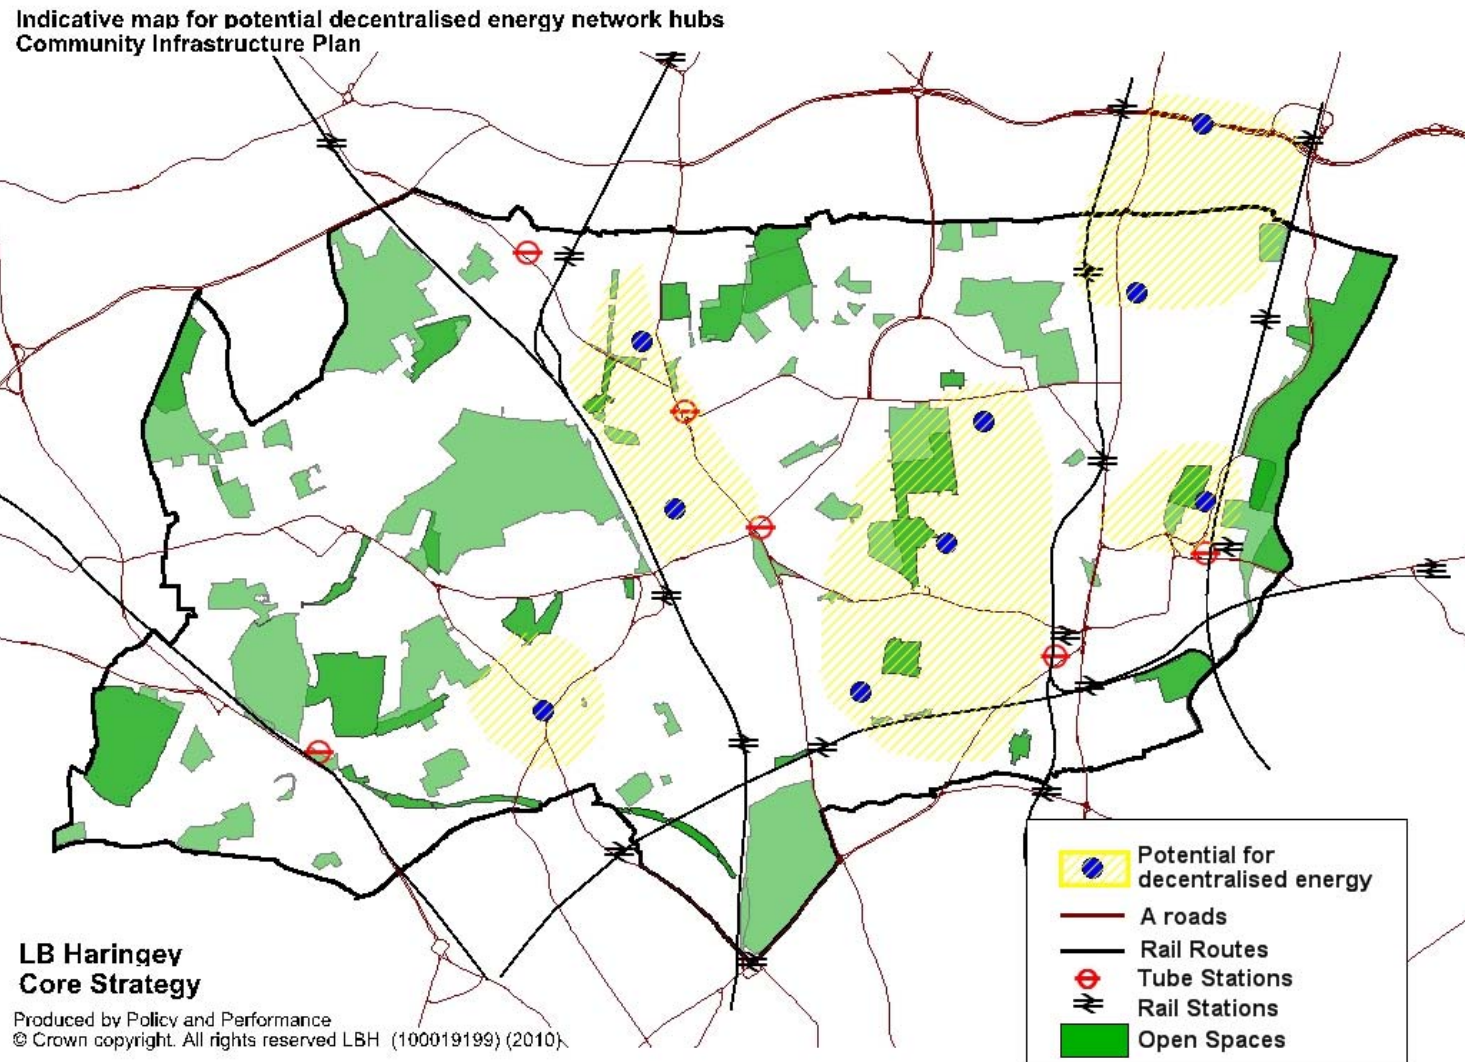 Indicative map for potential decentralised energy network hubs
Community Infrastructure Plan
Potential for
decentralised energy
A roads
Rail Routes
Tube Stations
Rail Stations
Open Spaces
LB Haringey
Core Strategy
Produced by Policy and Performance
© Crown copyright. All rights reserved LBH (100019199) (2010)